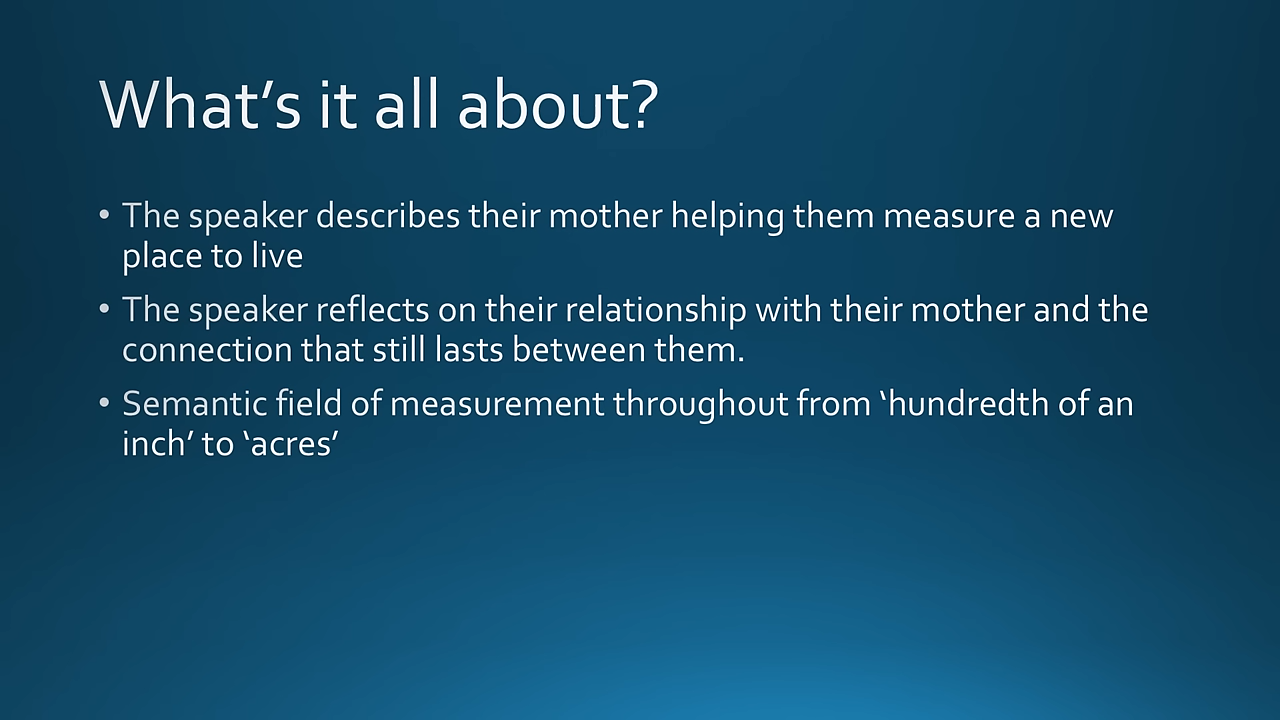 What’s it all about?
• The speaker describes their mother helping them measure a new
place to live
• The speaker reflects on their relationship with their mother and the
connection that still lasts between them.
• Semantic field of measurement throughout from ‘hundredth of an
inch’ to ‘acres’